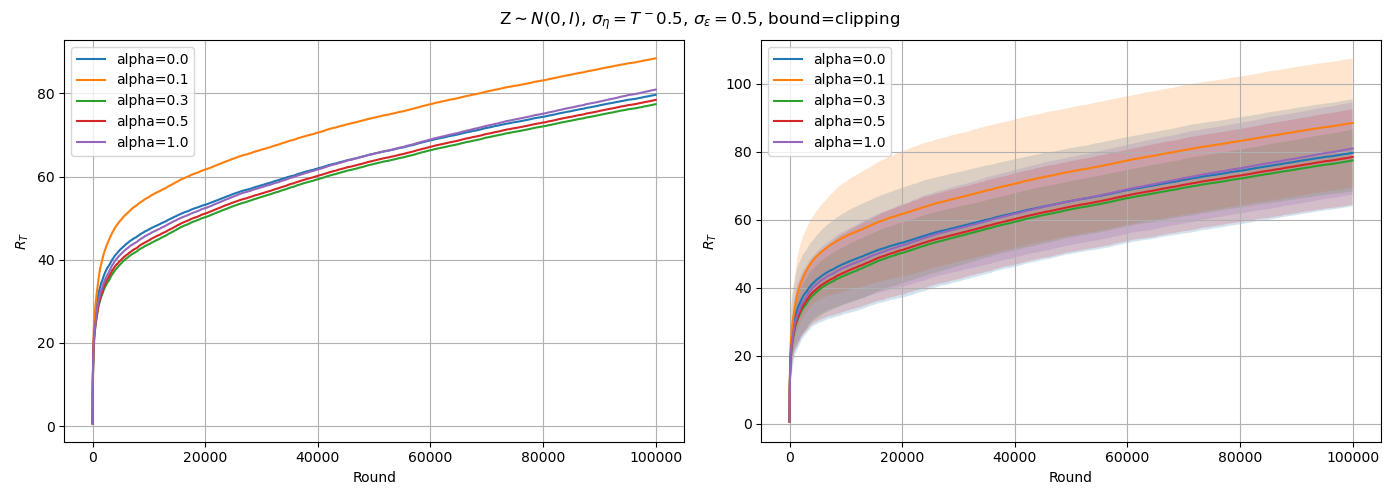 Z ∼ N(0, I), σ_η = T^−0.5, σ_ε = 0.5, bound=clipping
alpha=0.0
alpha=0.1
alpha=0.3
alpha=0.5
alpha=1.0
80
60
40
20
0
R_T
0 20000 40000 60000 80000 100000
Round
alpha=0.0
alpha=0.1
alpha=0.3
alpha=0.5
alpha=1.0
100
80
60
40
20
0
R_T
0 20000 40000 60000 80000 100000
Round